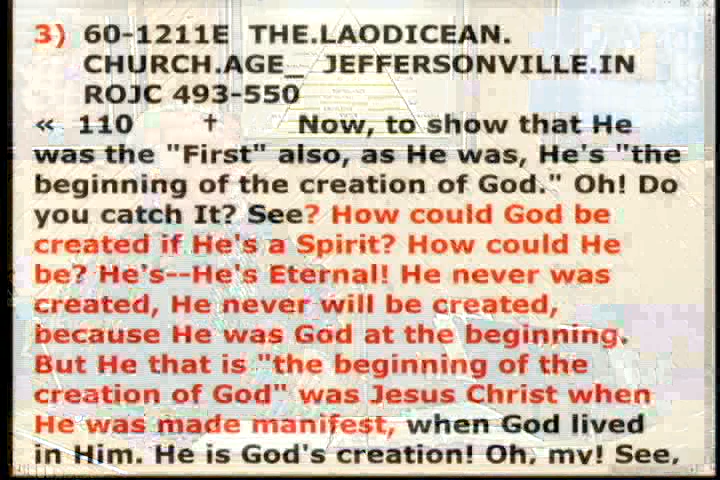 3) 60-1211E THE.LAODICEAN.
CHURCH.AGE_ JEFFERSONVILLE.IN
ROJC 493-550
« 110 † Now, to show that He
was the "First" also, as He was, He's "the
beginning of the creation of God." Oh! Do
you catch It? See? How could God be
created if He's a Spirit? How could He
be? He's--He's Eternal! He never was
created, He never will be created,
because He was God at the beginning.
But He that is "the beginning of the
creation of God" was Jesus Christ when
He was made manifest, when God lived
in Him. He is God's creation! Oh, my! See,